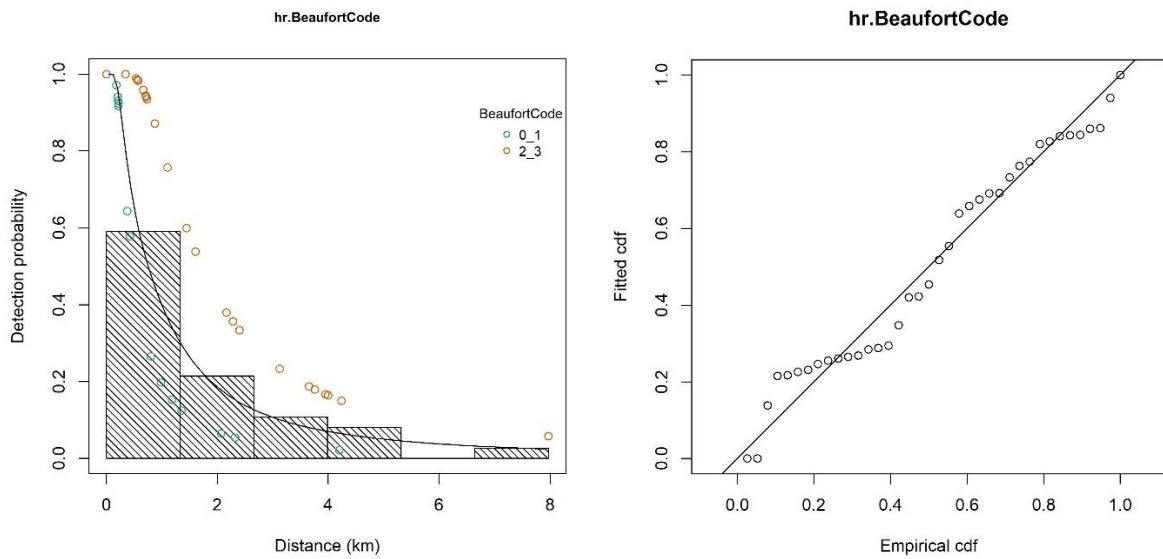 hr.BeaufortCode
Detection probability
1.0
0.8
0.6
0.4
0.2
0.0
BeaufortCode
0_1
2_3
0 2 4 6 8
Distance (km)
hr.BeaufortCode
Fitted cdf
1.0
0.8
0.6
0.4
0.2
0.0
0.0 0.2 0.4 0.6 0.8 1.0
Empirical cdf